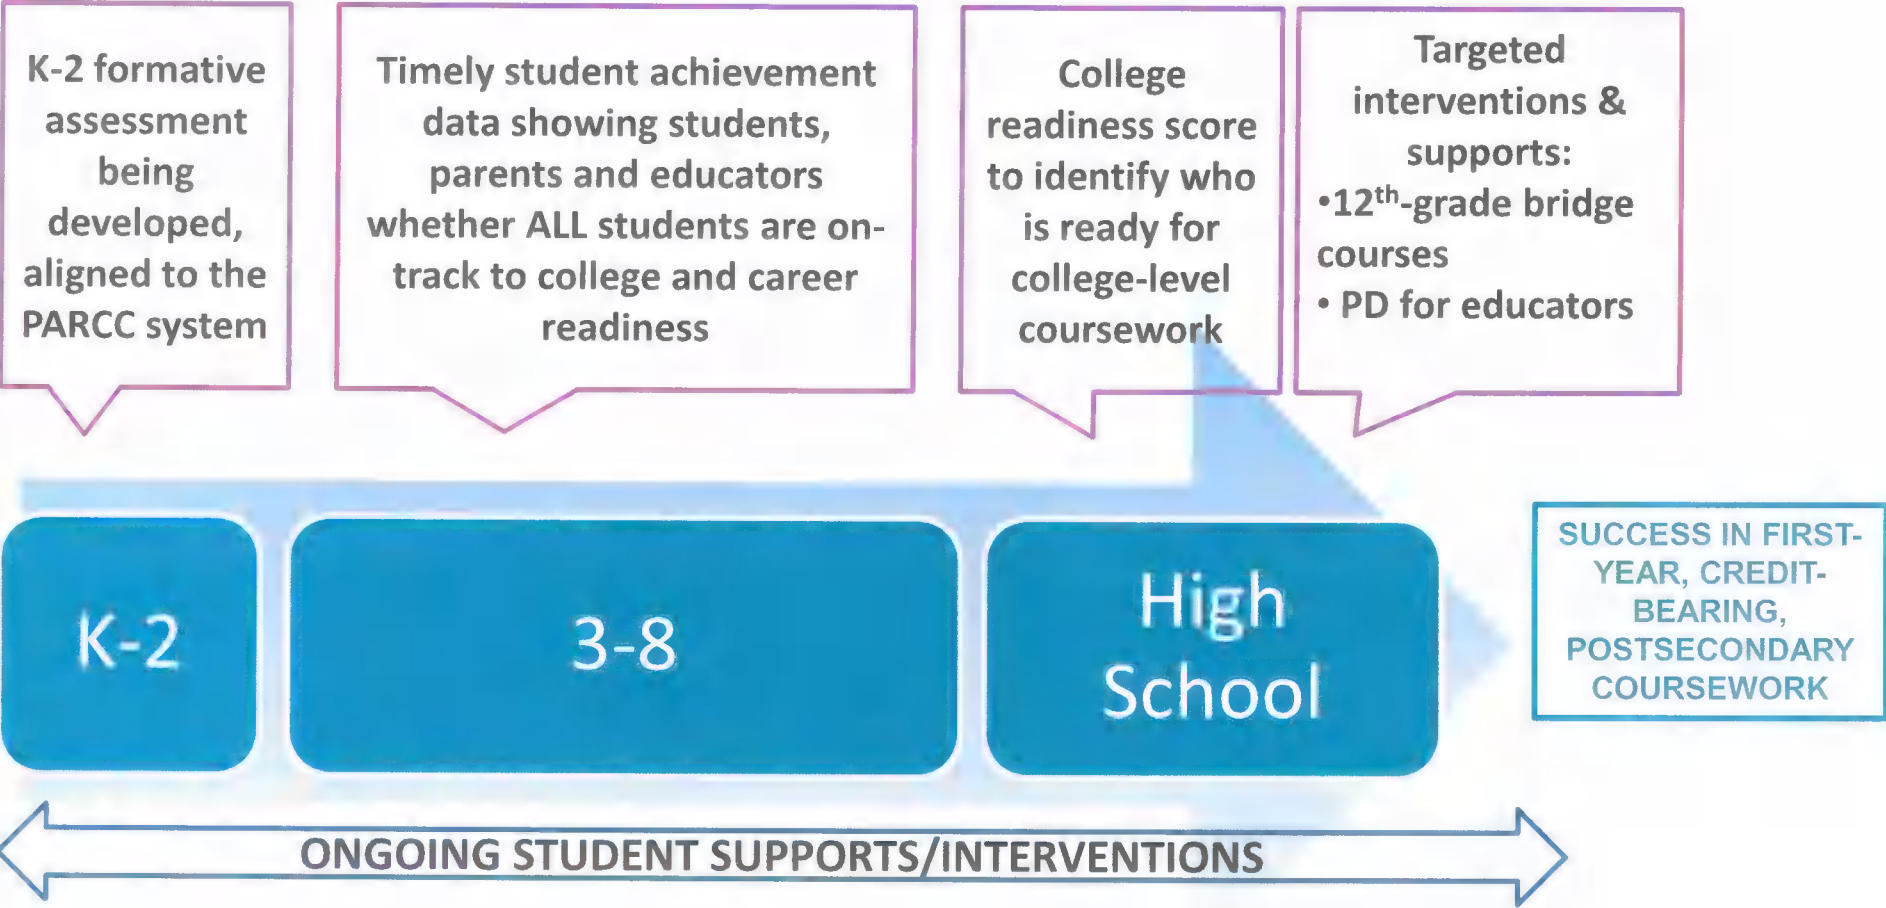 K-2 formative
assessment
being
developed,
aligned to the
PARCC system
Timely student achievement
data showing students,
parents and educators
whether ALL students are on-
track to college and career
readiness
College
readiness score
to identify who
is ready for
college-level
coursework
Targeted
interventions &
supports:
•12th-grade bridge
courses
• PD for educators
K-2
3-8
High
School
SUCCESS IN FIRST-
YEAR, CREDIT-
BEARING,
POSTSECONDARY
COURSEWORK
ONGOING STUDENT SUPPORTS/INTERVENTIONS